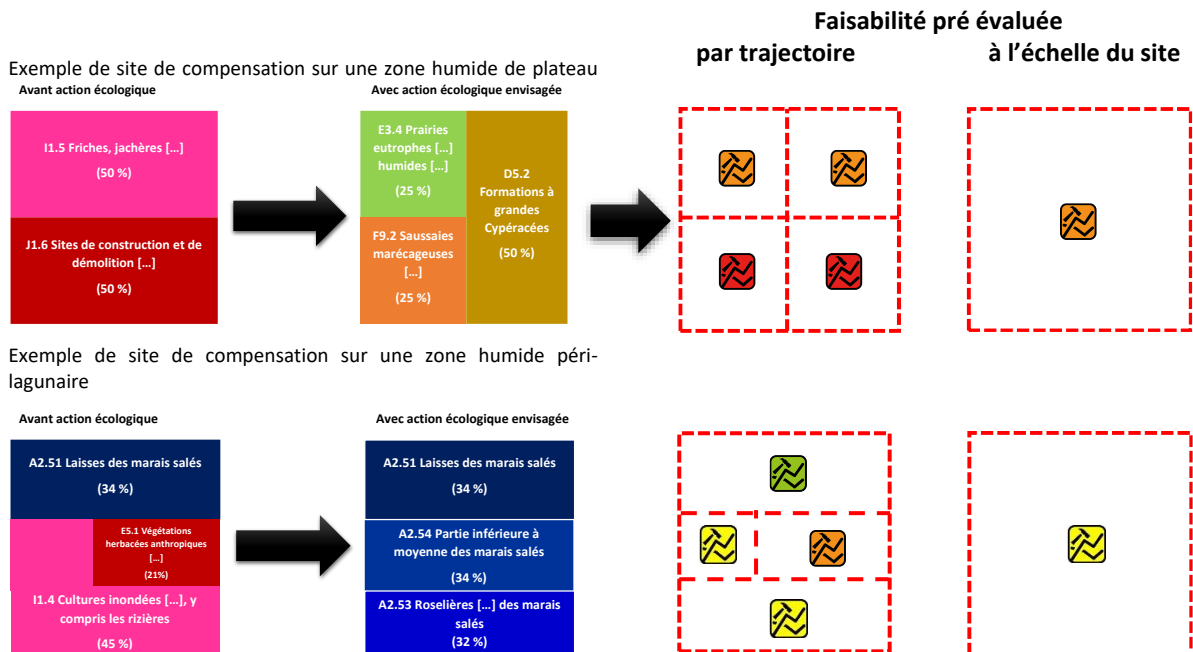 Faisabilité pré évaluée
par trajectoire
à l’échelle du site
Exemple de site de compensation sur une zone humide de plateau
Avant action écologique
Avec action écologique envisagée
I1.5 Friches, jachères […]
(50 %)
J1.6 Sites de construction et de
démolition […]
(50 %)
E3.4 Prairies
eutrophes […]
humides […]
(25 %)
F9.2 Saussaies
marécageuses
[…]
(25 %)
D5.2
Formations à
grandes
Cypéracées
(50 %)
Exemple de site de compensation sur une zone humide péri-
lagunaire
Avant action écologique
Avec action écologique envisagée
A2.51 Laisses des marais salés
(34 %)
E5.1 Végétations
herbacées anthropiques
[…]
(21%)
I1.4 Cultures inondées […], y
compris les rizières
(45 %)
A2.51 Laisses des marais salés
(34 %)
A2.54 Partie inférieure à
moyenne des marais salés
(34 %)
A2.53 Roselières […] des marais
salés
(32 %)